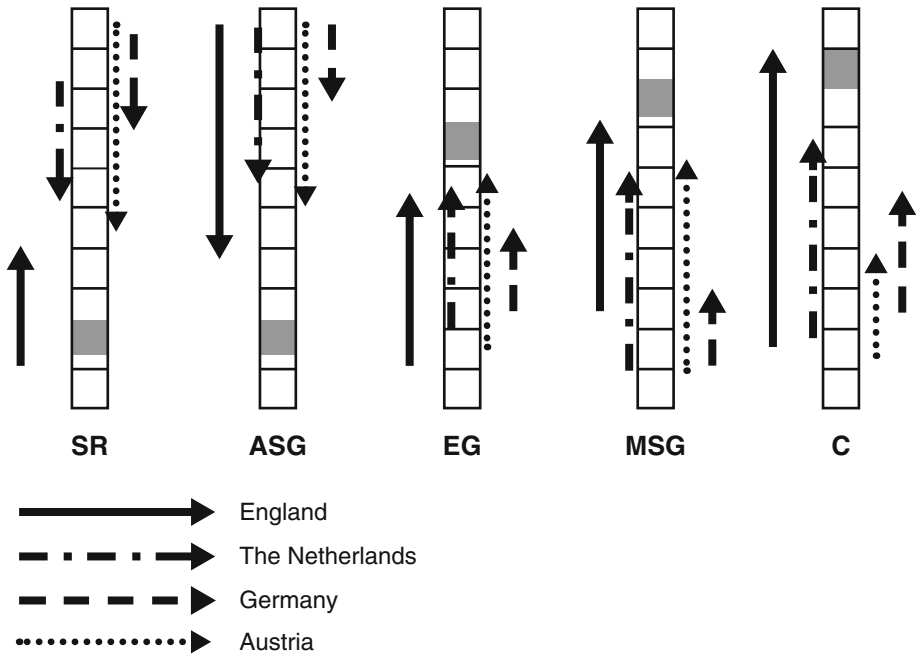 SR ASG EG MSG C
England
The Netherlands
Germany
Austria